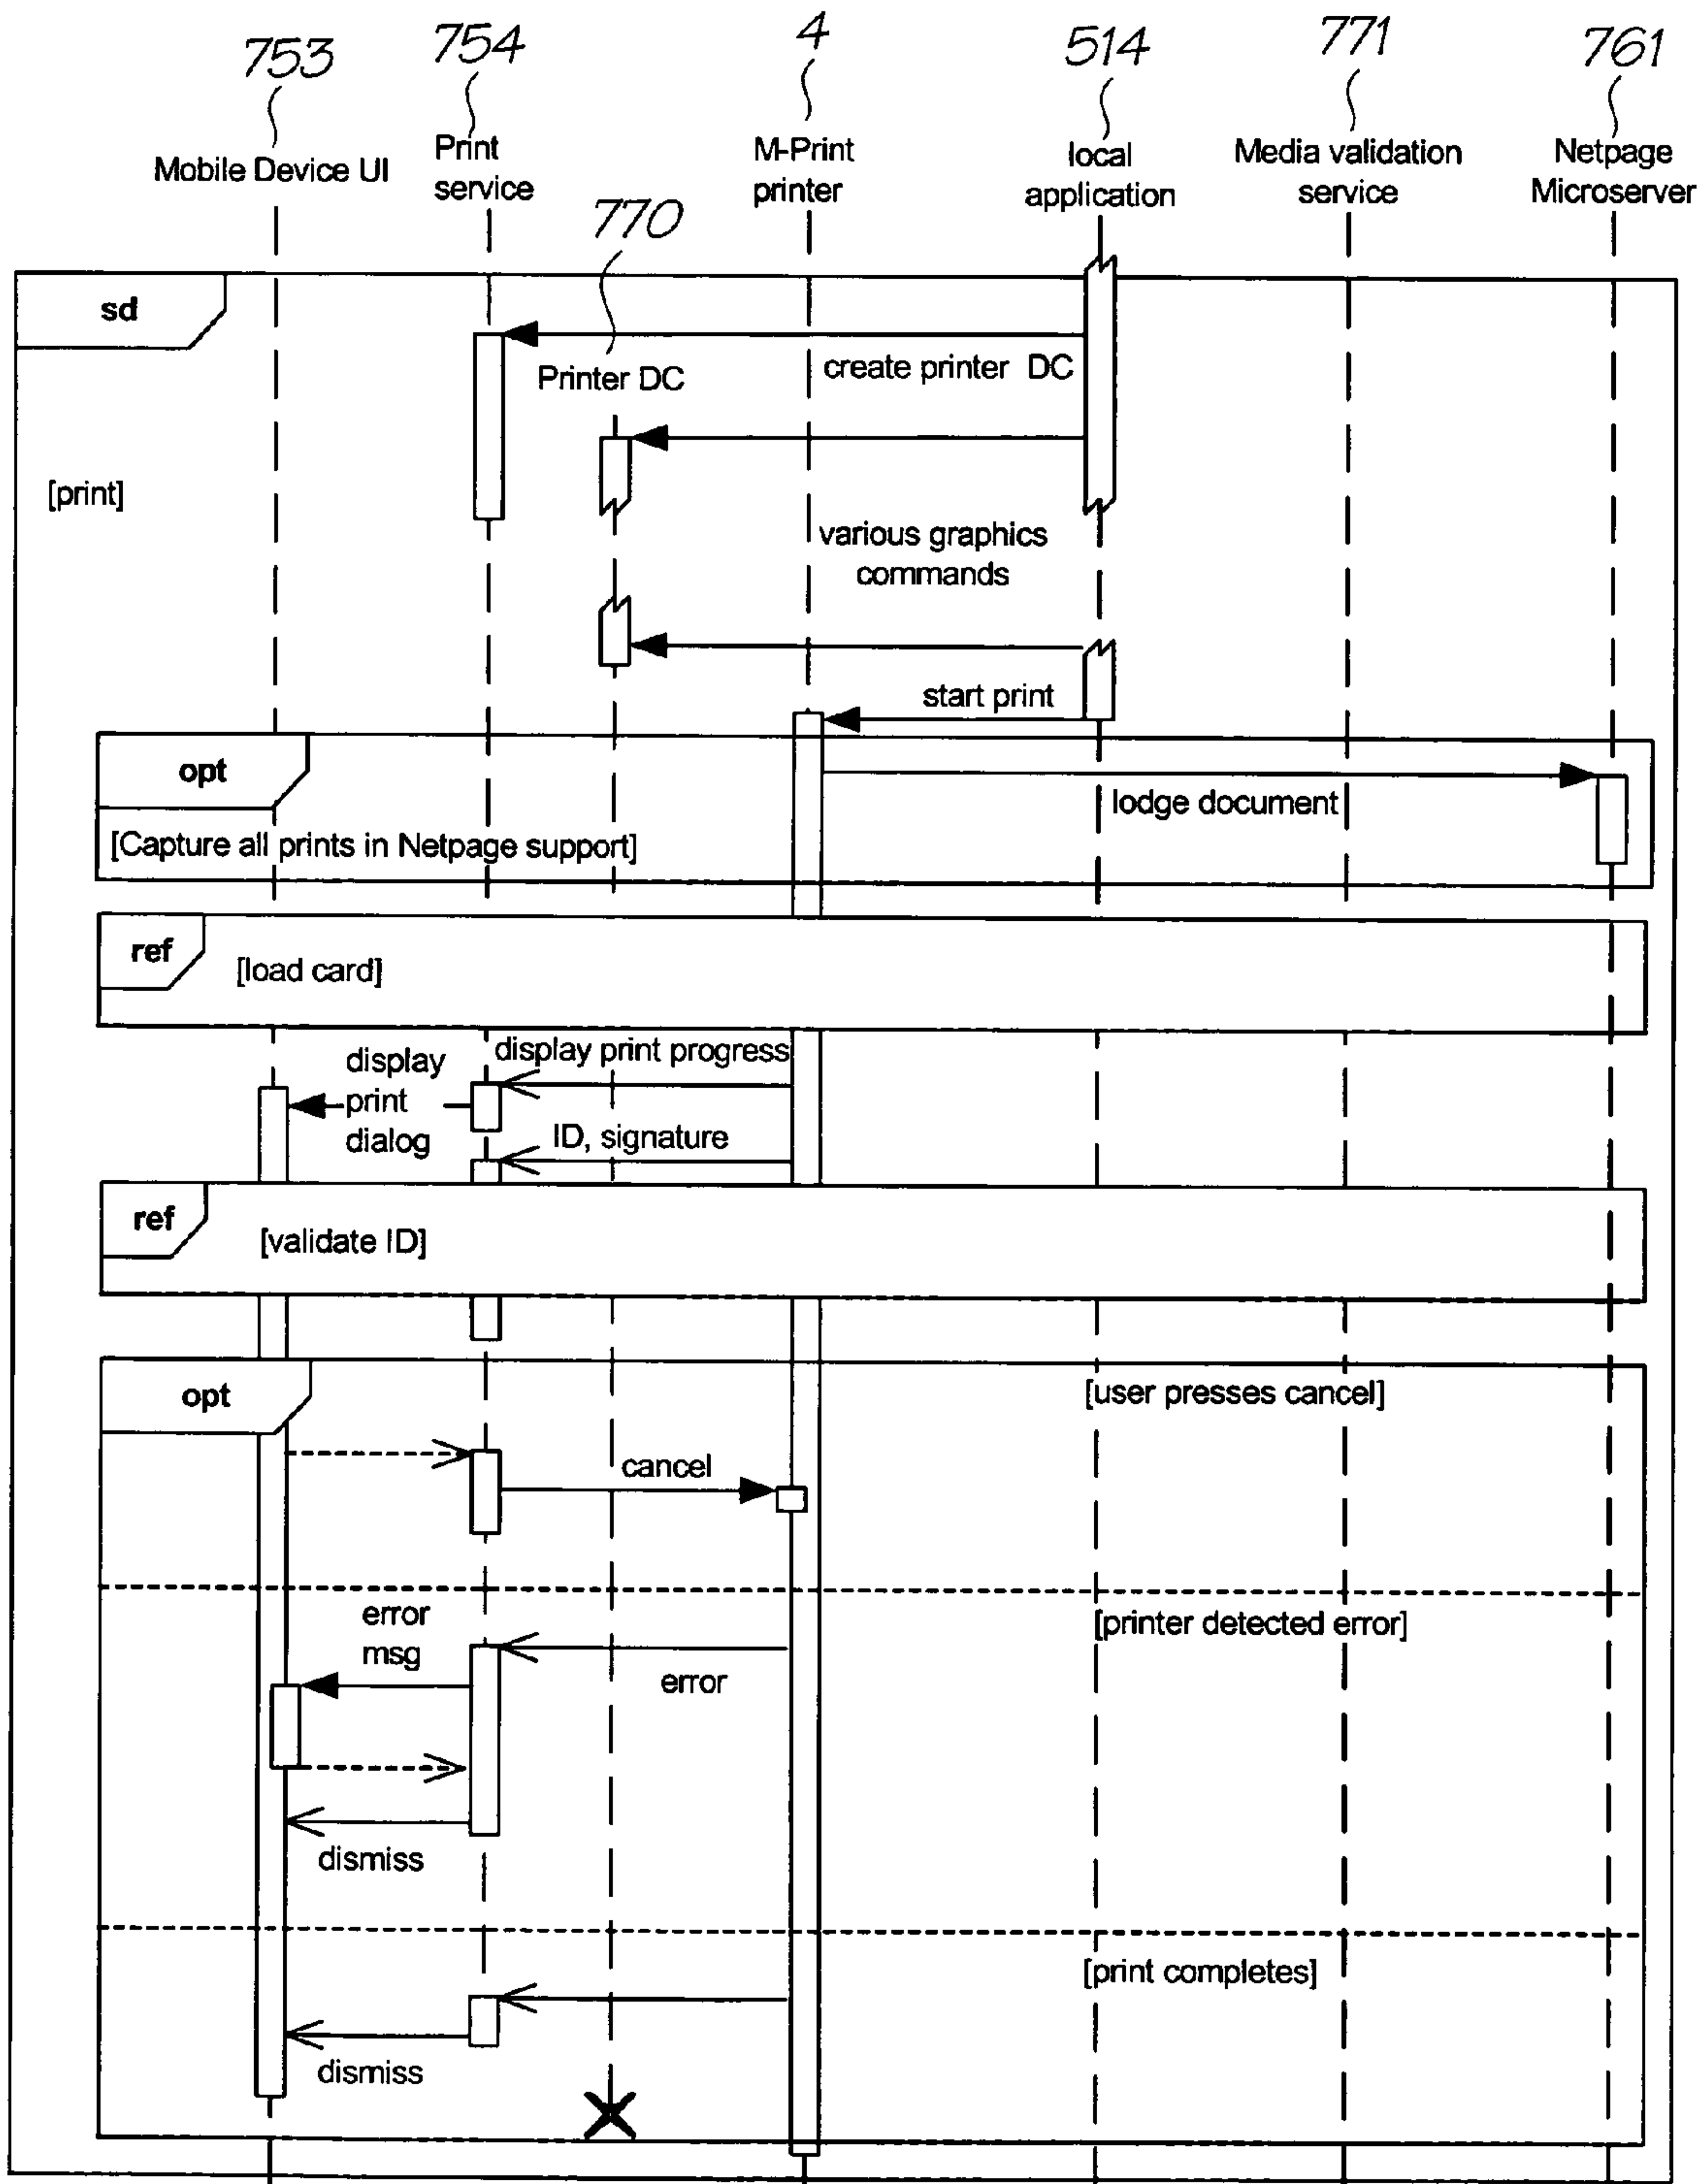 753
754
4
514
771
761
Mobile Device UI
Print
service
M-Print
printer
local
application
Media validation
service
Netpage
Microserver
770
sd
Printer DC
create printer DC
[print]
various graphics
commands
start print
opt
lodge document
[Capture all prints in Netpage support]
ref
[load card]
display
print
dialog
display print progress
ID, signature
ref
[validate ID]
opt
[user presses cancel]
cancel
error
msg
[printer detected error]
error
dismiss
[print completes]
dismiss